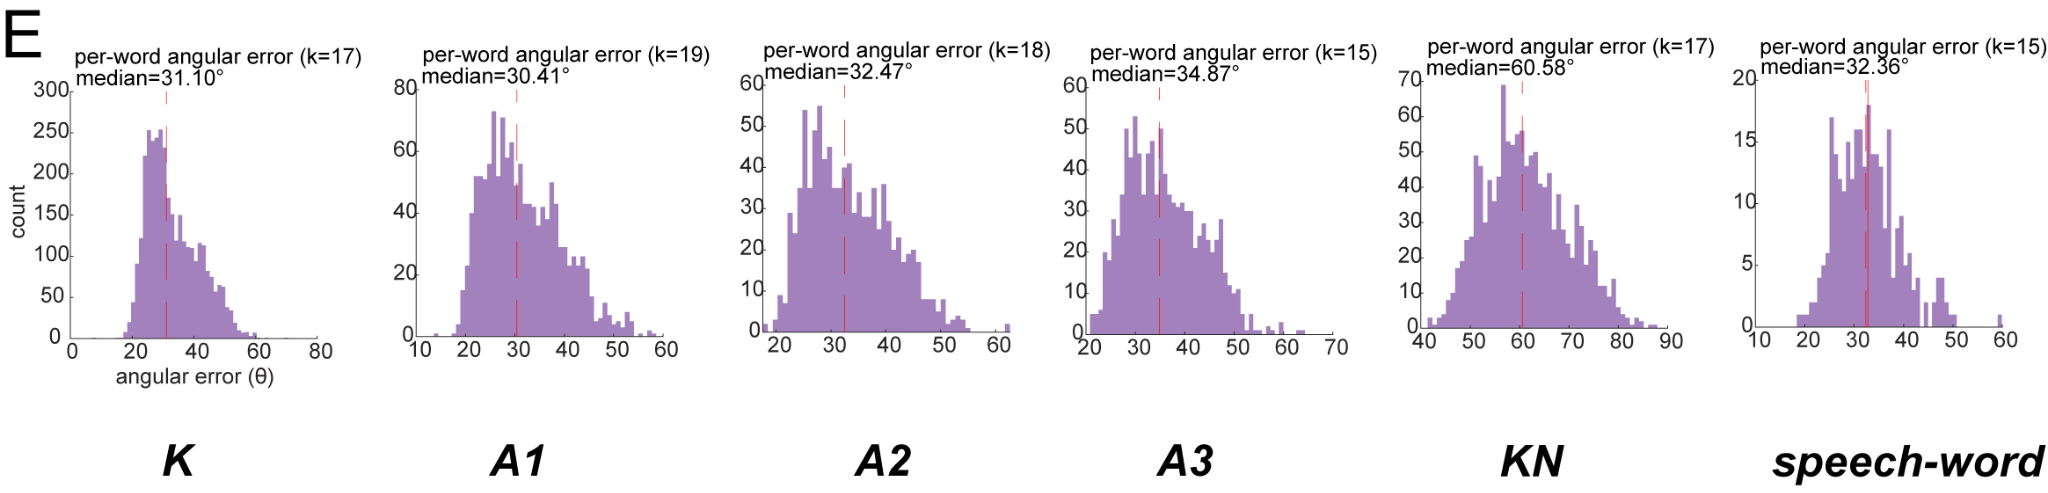 E
per-word angular error (k=17)
median=31.10°
300
250
200
150
100
50
0
count
0 20 40 60 80
angular error (θ)
K
per-word angular error (k=19)
median=30.41°
80
60
40
20
0
10 20 30 40 50 60
A1
per-word angular error (k=18)
median=32.47°
60
50
40
30
20
10
0
20 30 40 50 60
A2
per-word angular error (k=15)
median=34.87°
60
50
40
30
20
10
0
20 30 40 50 60 70
A3
per-word angular error (k=17)
median=60.58°
70
60
50
40
30
20
10
0
40 50 60 70 80 90
KN
per-word angular error (k=15)
median=32.36°
20
15
10
5
0
10 20 30 40 50 60
speech-word